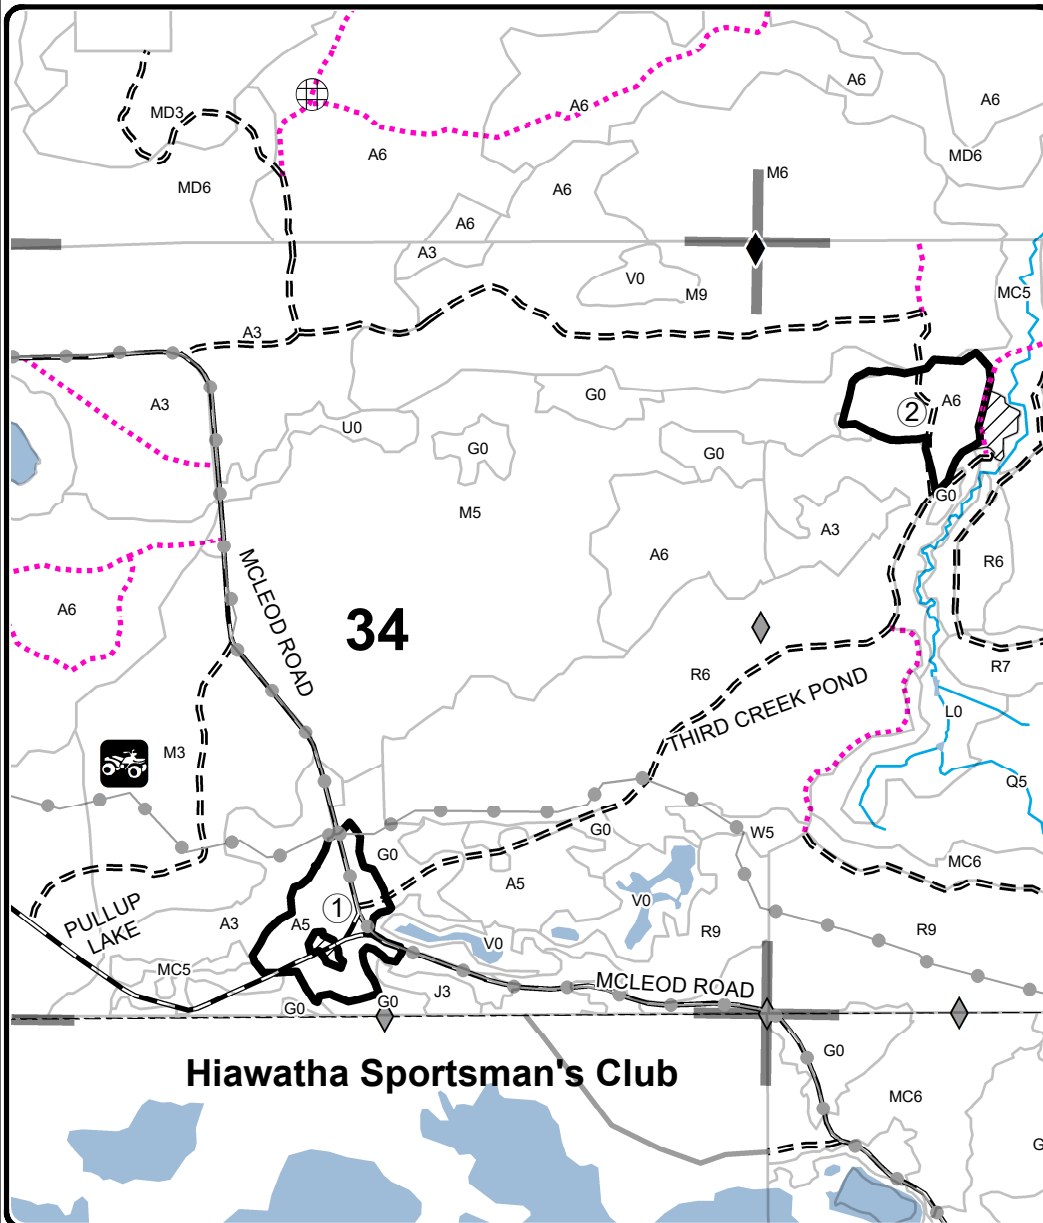 A6
A6
A6
MD3
A6
MD6
MD6
M6
A6
A6
A3
V0
M9
MC5
A3
A3
G0
A6
2
U0
G0
G0
G0
M5
A3
A6
R6
A6
MCLEOD ROAD
34
R7
R6
THIRD CREEK POND
L0
M3
Q5
W5
G0
G0
MC6
A5
V0
1
PULLUP
LAKE
A3
A5
R9
R9
V0
MC5
MCLEOD ROAD
J3
G0
G0
G0
Hiawatha Sportsman's Club
MC6
G